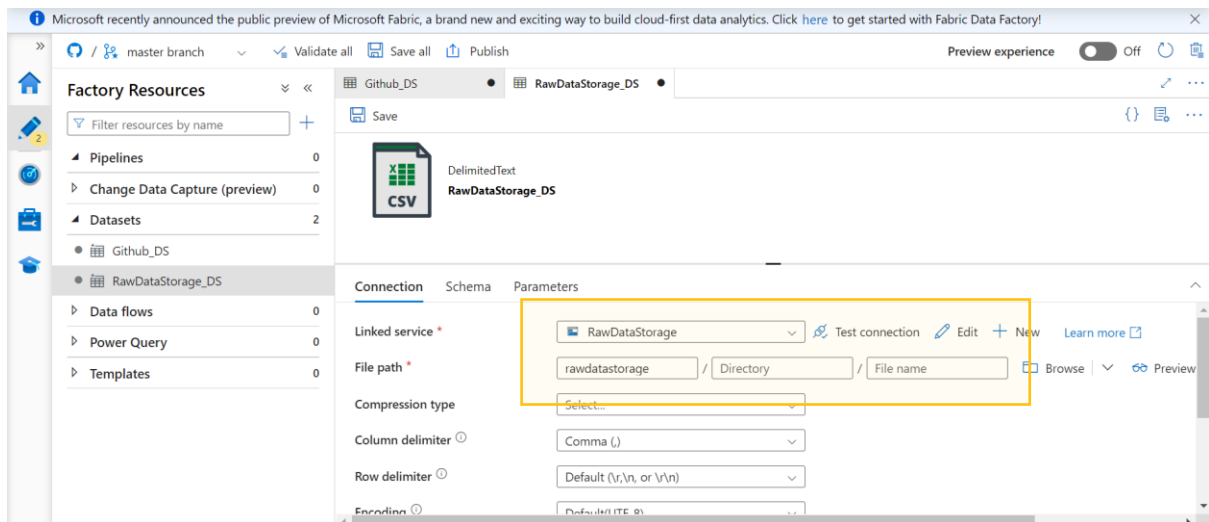 Microsoft recently announced the public preview of Microsoft Fabric, a brand new and exciting way to build cloud-first data analytics. Click here to get started with Fabric Data Factory!
» / master branch Validate all Save all Publish Preview experience Off
Factory Resources
Filter resources by name
Pipelines 0
Change Data Capture (preview) 0
Datasets 2
Github_DS
RawDataStorage_DS
Data flows 0
Power Query 0
Templates 0
2
Github_DS ● RawDataStorage_DS ●
Save {}
CSV
DelimitedText
RawDataStorage_DS
Connection Schema Parameters
Linked service * RawDataStorage Test connection Edit New Learn more
File path * rawdatastorage / Directory / File name Browse Preview
Compression type Select...
Column delimiter Comma (,)
Row delimiter Default (\r,\n, or \r\n)
Encoding Default(UTF-8)